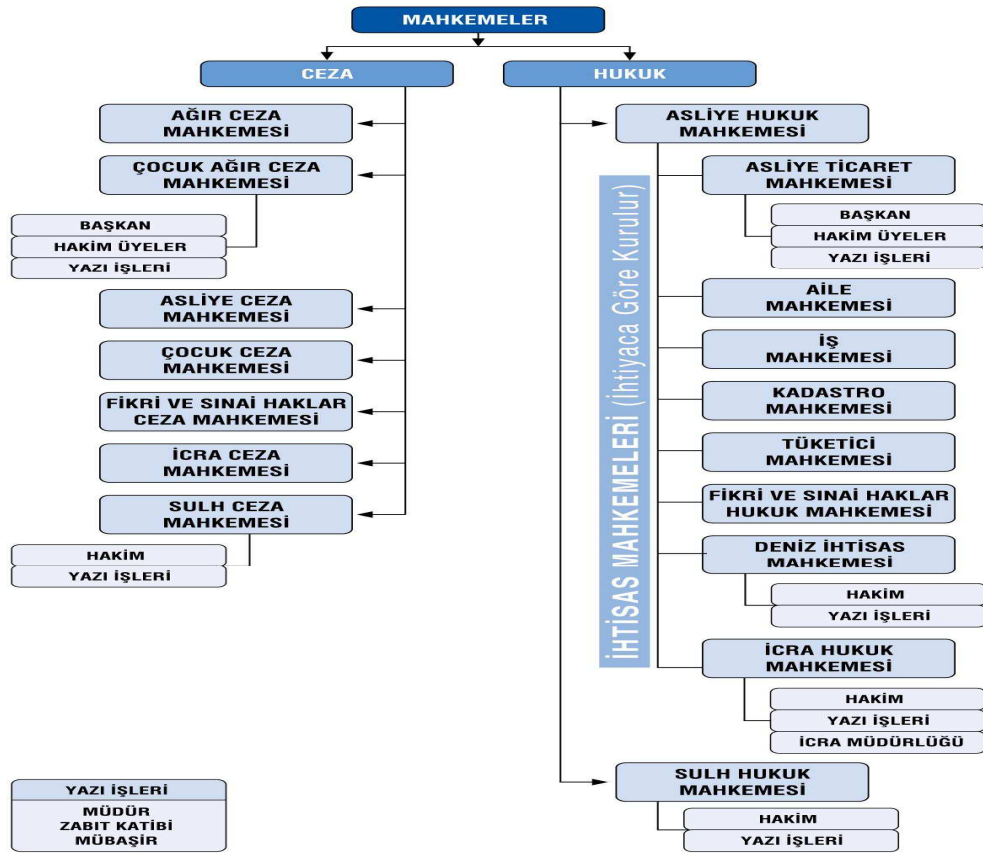 MAHKEMELER
CEZA
AĞIR CEZA
MAHKEMESİ
ÇOCUK AĞIR CEZA
MAHKEMESİ
BAŞKAN
HAKİM ÜYELER
YAZI İŞLERİ
ASLİYE CEZA
MAHKEMESİ
ÇOCUK CEZA
MAHKEMESİ
FİKRİ VE SINAİ HAKLAR
CEZA MAHKEMESİ
İCRA CEZA
MAHKEMESİ
SULH CEZA
MAHKEMESİ
HAKİM
YAZI İŞLERİ
HUKUK
ASLİYE HUKUK
MAHKEMESİ
İHTİSAS MAHKEMELERİ (İhtiyaca Göre Kurulur)
ASLİYE TİCARET
MAHKEMESİ
BAŞKAN
HAKİM ÜYELER
YAZI İŞLERİ
AİLE
MAHKEMESİ
İŞ
MAHKEMESİ
KADASTRO
MAHKEMESİ
TÜKETİCİ
MAHKEMESİ
FİKRİ VE SINAİ HAKLAR
HUKUK MAHKEMESİ
DENİZ İHTİSAS
MAHKEMESİ
HAKİM
YAZI İŞLERİ
İCRA HUKUK
MAHKEMESİ
HAKİM
YAZI İŞLERİ
İCRA MÜDÜRLÜĞÜ
SULH HUKUK
MAHKEMESİ
HAKİM
YAZI İŞLERİ
YAZI İŞLERİ
MÜDÜR
ZABIT KATİBİ
MÜBAŞİR